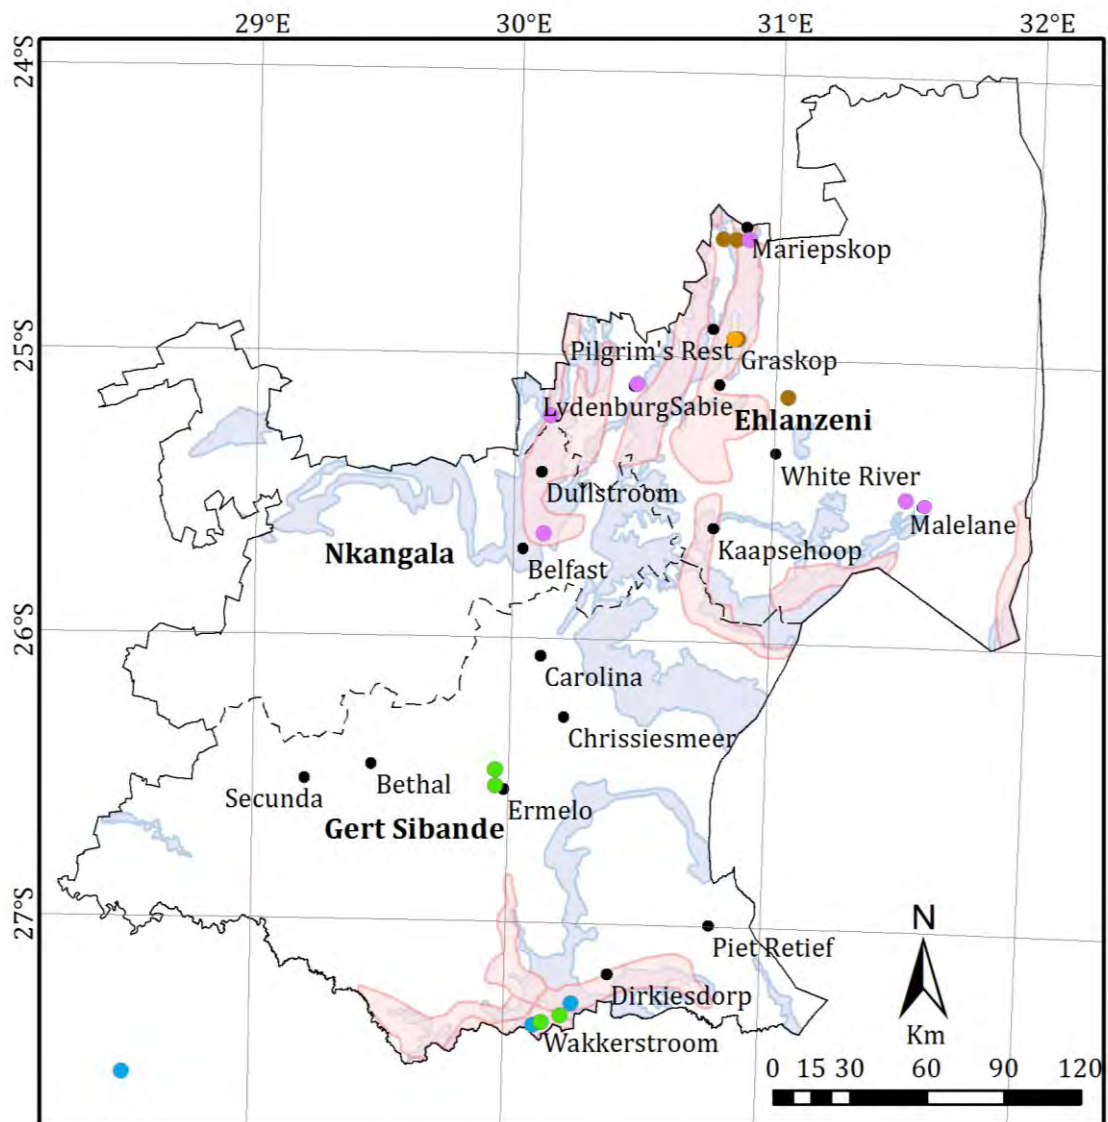 29°E 30°E 31°E 32°E
24°S
Mariepskop
25°S
Pilgrim's Rest
Graskop
Lydenburg Sabie
Ehlanzeni
White River
Dullstroom
Malelane
Nkangala
Kaapsehoop
Belfast
26°S
Carolina
Chrissiesmeer
Bethal
Secunda
Ermelo
Gert Sibande
27°S
N
Piet Retief
Dirkiesdorp
Km
Wakkerstroom
0 15 30 60 90 120